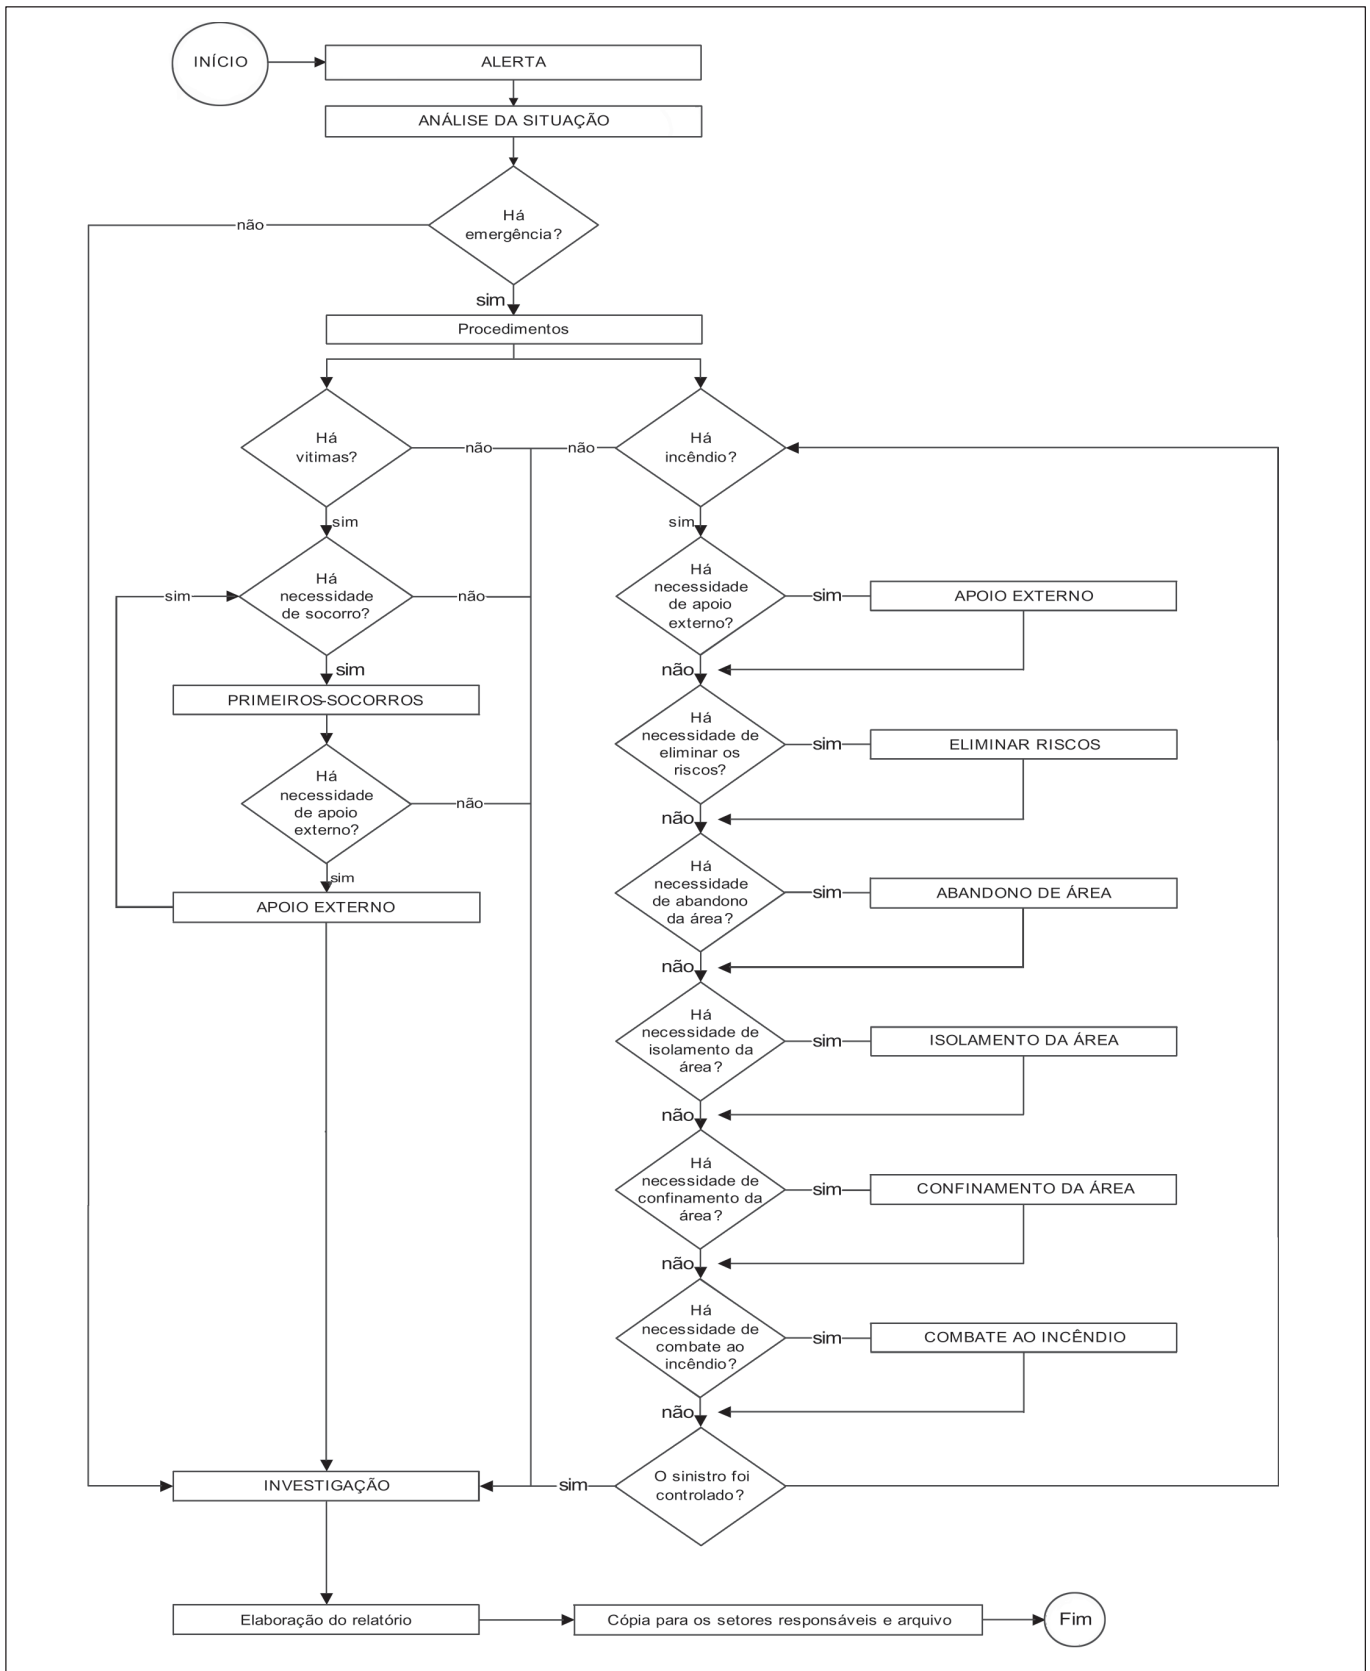 INÍCIO
ALERTA
ANÁLISE DA SITUAÇÃO
Há
emergência?
não
sim
Procedimentos
Há
vitimas?
não
não
Há
incêndio?
sim
sim
Há
necessidade
de socorro?
sim
não
Há
necessidade
de apoio
externo?
sim
APOIO EXTERNO
sim
não
PRIMEIROS-SOCORROS
Há
necessidade de
eliminar os
riscos?
sim
ELIMINAR RISCOS
Há
necessidade
de apoio
externo?
não
não
sim
APOIO EXTERNO
Há
necessidade
de abandono
da área?
sim
ABANDONO DE ÁREA
não
Há
necessidade de
isolamento da
área?
sim
ISOLAMENTO DA ÁREA
não
Há
necessidade de
confinamento da
área?
sim
CONFINAMENTO DA ÁREA
não
Há
necessidade de
combate ao
incêndio?
sim
COMBATE AO INCÊNDIO
não
O sinistro foi
controlado?
sim
INVESTIGAÇÃO
Elaboração do relatório
Cópia para os setores responsáveis e arquivo
Fim